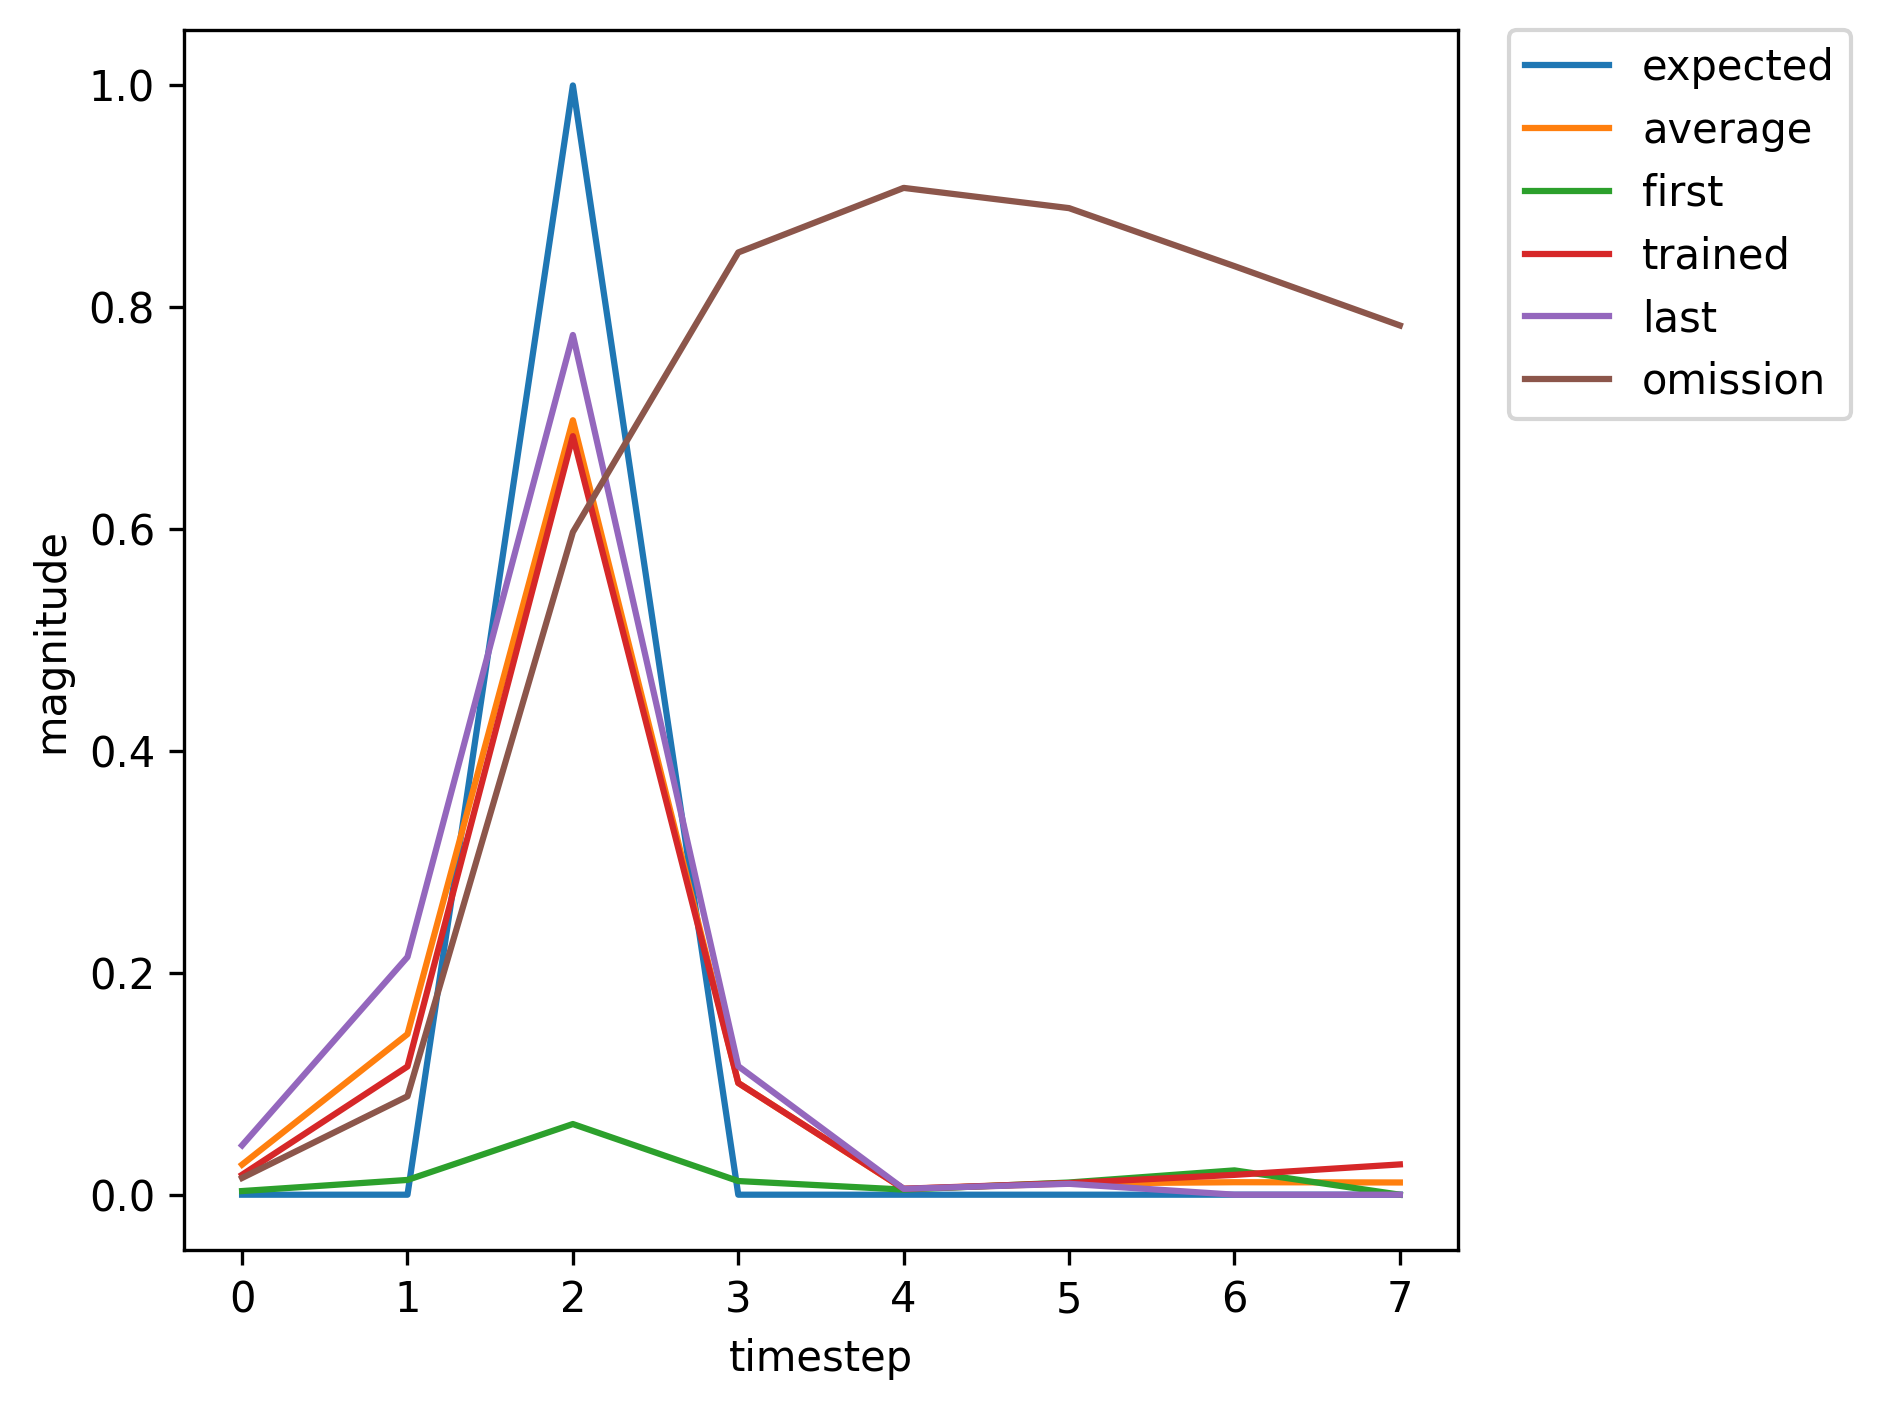 1.0
0.8
0.6
0.4
0.2
0.0
magnitude
0 1 2 3 4 5 6 7
timestep
expected
average
first
trained
last
omission